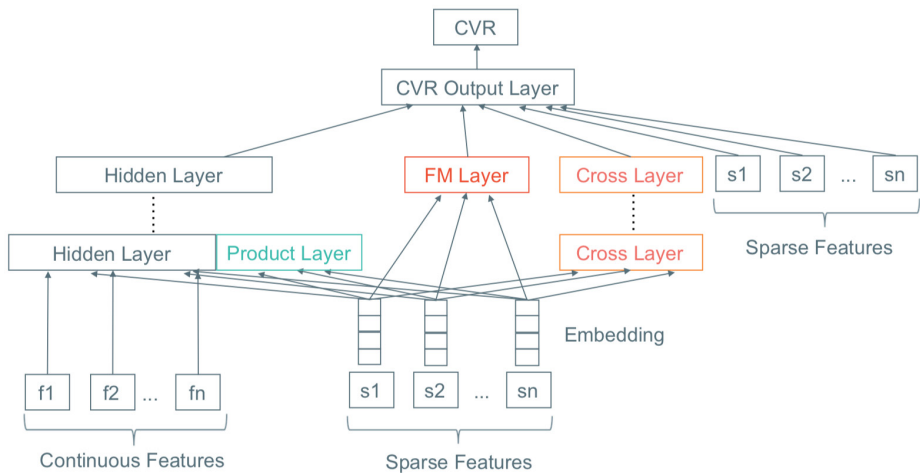 CVR
CVR Output Layer
Hidden Layer
FM Layer
Cross Layer
s1 s2 ... sn
Sparse Features
Hidden Layer
Product Layer
Cross Layer
Embedding
f1 f2 ... fn
s1 s2 ... sn
Continuous Features
Sparse Features